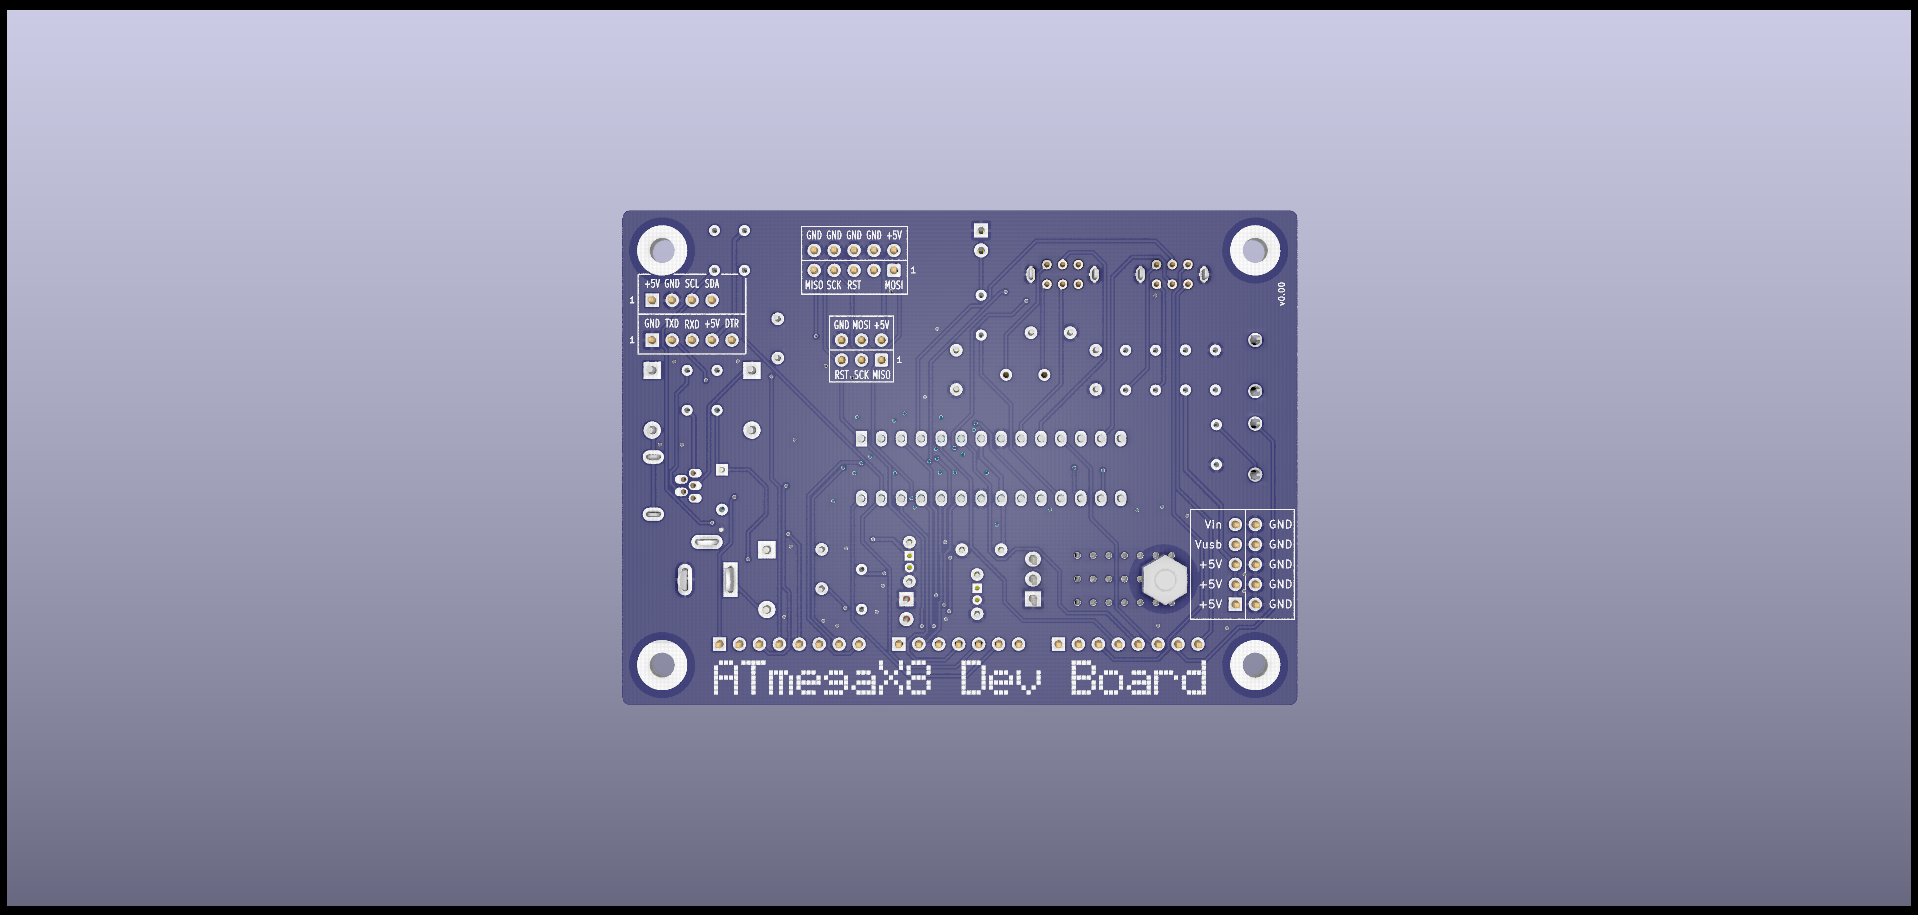 GND GND GND GND +5V
1
MISO SCK RST MOSI
+5V GND SCL SDA
1
GND TXD RXD +5V DTR
1
GND MOSI +5V
1
RST SCK MISO
v0.00
Vin GND
Vusb GND
+5V GND
+5V GND
+5V GND
ATmegaX8 Dev Board